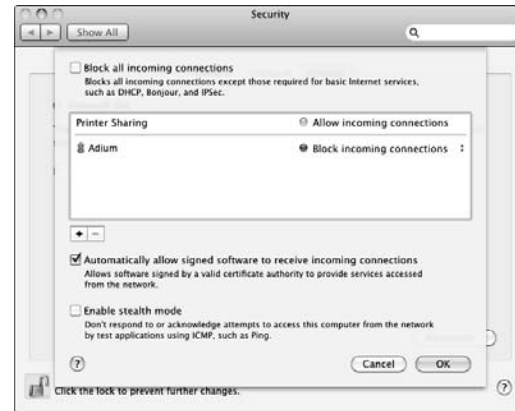 Security
Show All
Block all incoming connections
Blocks all incoming connections except those required for basic Internet services,
such as DHCP, Bonjour, and IPSec.
Printer Sharing Allow incoming connections
Adium Block incoming connections
+ −
Automatically allow signed software to receive incoming connections
Allows software signed by a valid certificate authority to provide services accessed
from the network.
Enable stealth mode
Don't respond to or acknowledge attempts to access this computer from the network
by test applications using ICMP, such as Ping.
? Cancel OK
Click the lock to prevent further changes. ?